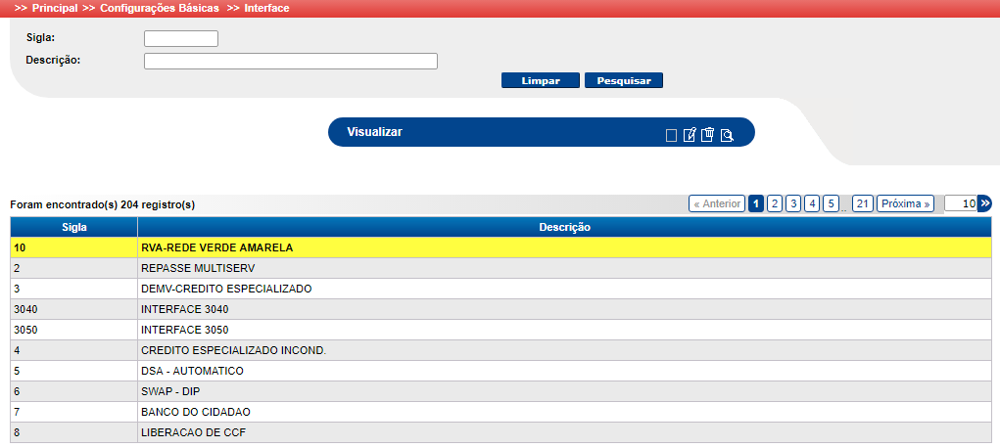 >> Principal >> Configurações Básicas >> Interface
Sigla:
Descrição:
Limpar Pesquisar
Visualizar
Foram encontrado(s) 204 registro(s) « Anterior 1 2 3 4 5 .. 21 Próxima » 10 »
Sigla Descrição
10 RVA-REDE VERDE AMARELA
2 REPASSE MULTISERV
3 DEMV-CREDITO ESPECIALIZADO
3040 INTERFACE 3040
3050 INTERFACE 3050
4 CREDITO ESPECIALIZADO INCOND.
5 DSA - AUTOMATICO
6 SWAP - DIP
7 BANCO DO CIDADAO
8 LIBERACAO DE CCF